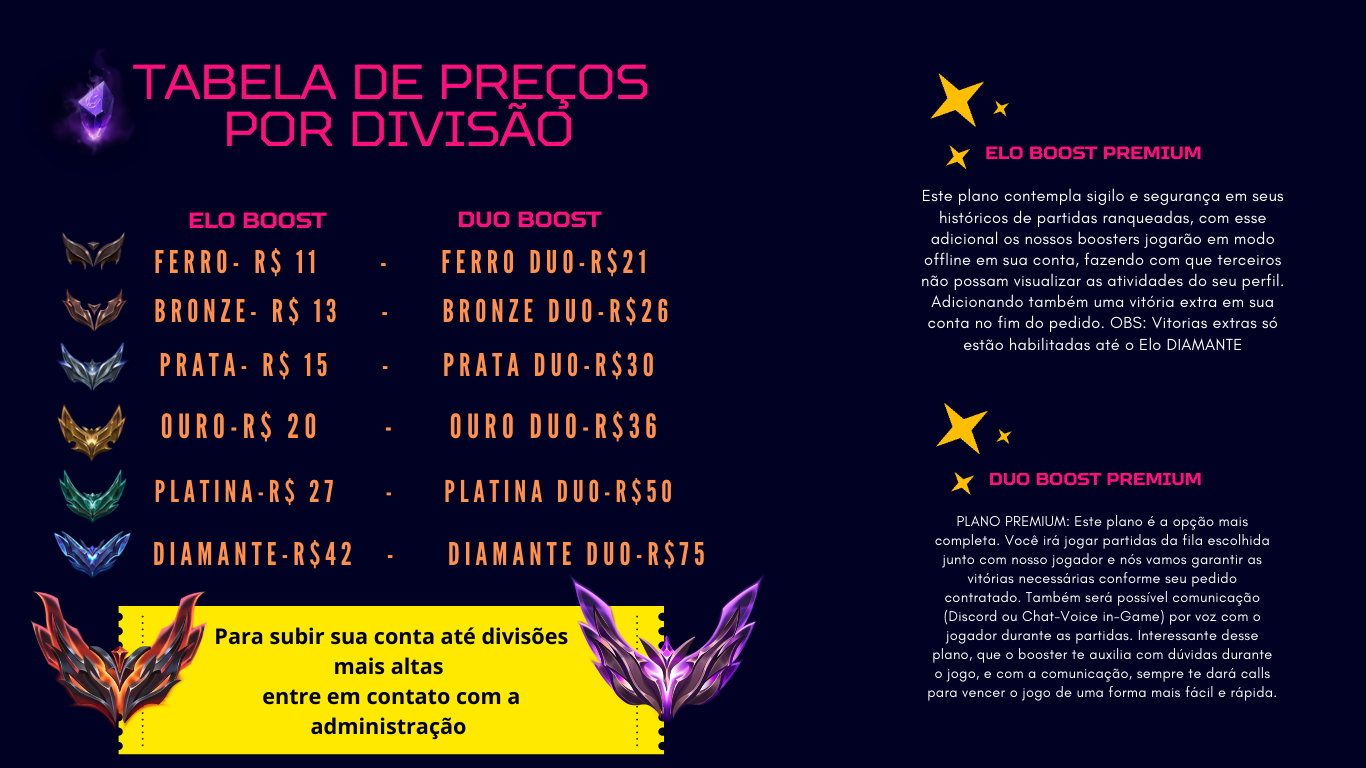 TABELA DE PREÇOS
POR DIVISÃO
ELO BOOST
DUO BOOST
FERRO- R$ 11 - FERRO DUO-R$21
BRONZE- R$ 13 - BRONZE DUO-R$26
PRATA- R$ 15 - PRATA DUO-R$30
OURO-R$ 20 - OURO DUO-R$36
PLATINA-R$ 27 - PLATINA DUO-R$50
DIAMANTE-R$42 - DIAMANTE DUO-R$75
Para subir sua conta até divisões
mais altas
entre em contato com a
administração
ELO BOOST PREMIUM
Este plano contempla sigilo e segurança em seus
históricos de partidas ranqueadas, com esse
adicional os nossos boosters jogarão em modo
offline em sua conta, fazendo com que terceiros
não possam visualizar as atividades do seu perfil.
Adicionando também uma vitória extra em sua
conta no fim do pedido. OBS: Vitorias extras só
estão habilitadas até o Elo DIAMANTE
DUO BOOST PREMIUM
PLANO PREMIUM: Este plano é a opção mais
completa. Você irá jogar partidas da fila escolhida
junto com nosso jogador e nós vamos garantir as
vitórias necessárias conforme seu pedido
contratado. Também será possível comunicação
(Discord ou Chat-Voice in-Game) por voz com o
jogador durante as partidas. Interessante desse
plano, que o booster te auxilia com dúvidas durante
o jogo, e com a comunicação, sempre te dará calls
para vencer o jogo de uma forma mais fácil e rápida.